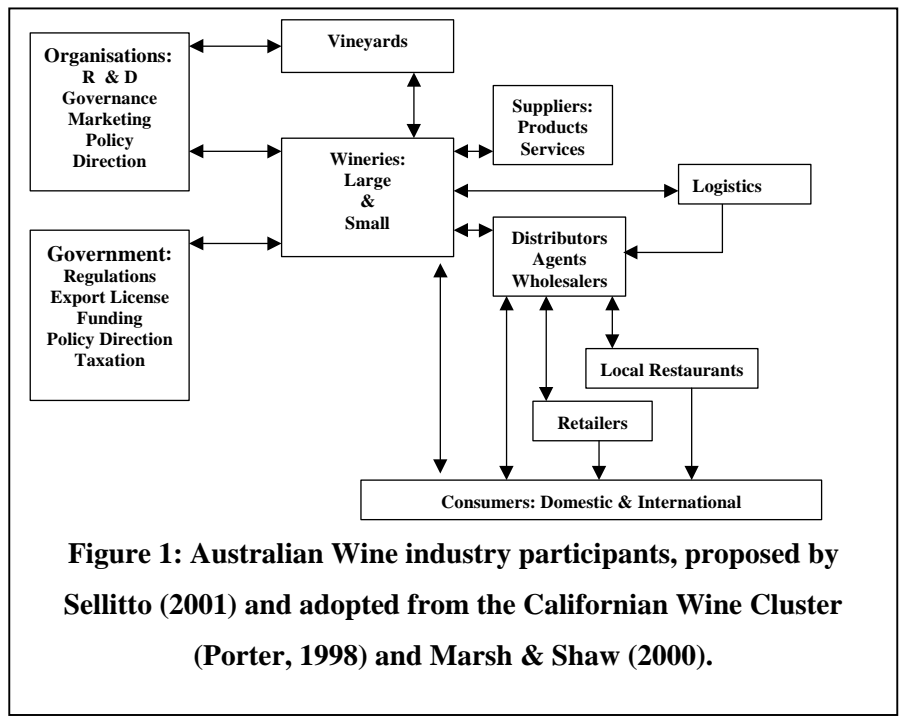 Organisations:
R & D
Governance
Marketing
Policy
Direction
Vineyards
Suppliers:
Products
Services
Wineries:
Large
&
Small
Logistics
Government:
Regulations
Export License
Funding
Policy Direction
Taxation
Distributors
Agents
Wholesalers
Local Restaurants
Retailers
Consumers: Domestic & International
Figure 1: Australian Wine industry participants, proposed by
Sellitto (2001) and adopted from the Californian Wine Cluster
(Porter, 1998) and Marsh & Shaw (2000).